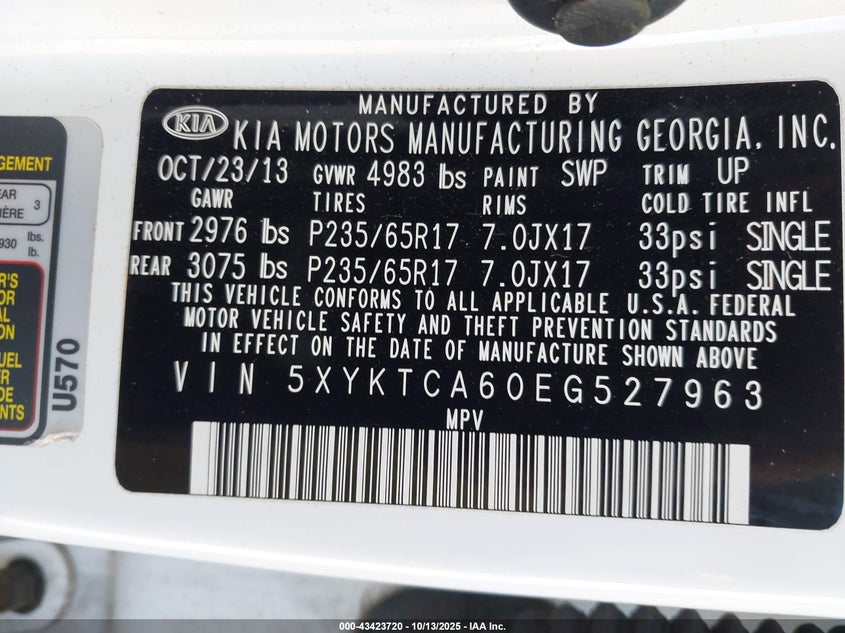 MANUFACTURED BY
KIA KIA MOTORS MANUFACTURING GEORGIA, INC.
OCT/23/13 GVWR 4983 lbs PAINT SWP TRIM UP
GAWR TIRES RIMS COLD TIRE INFL
FRONT 2976 lbs P235/65R17 7.0JX17 33psi SINGLE
REAR 3075 lbs P235/65R17 7.0JX17 33psi SINGLE
THIS VEHICLE CONFORMS TO ALL APPLICABLE U.S.A. FEDERAL
MOTOR VEHICLE SAFETY AND THEFT PREVENTION STANDARDS
IN EFFECT ON THE DATE OF MANUFACTURE SHOWN ABOVE
VIN 5XYKTCA60EG527963
MPV
3
lbs.
lb.
U570
000-43423720 - 10/13/2025 - IAA Inc.